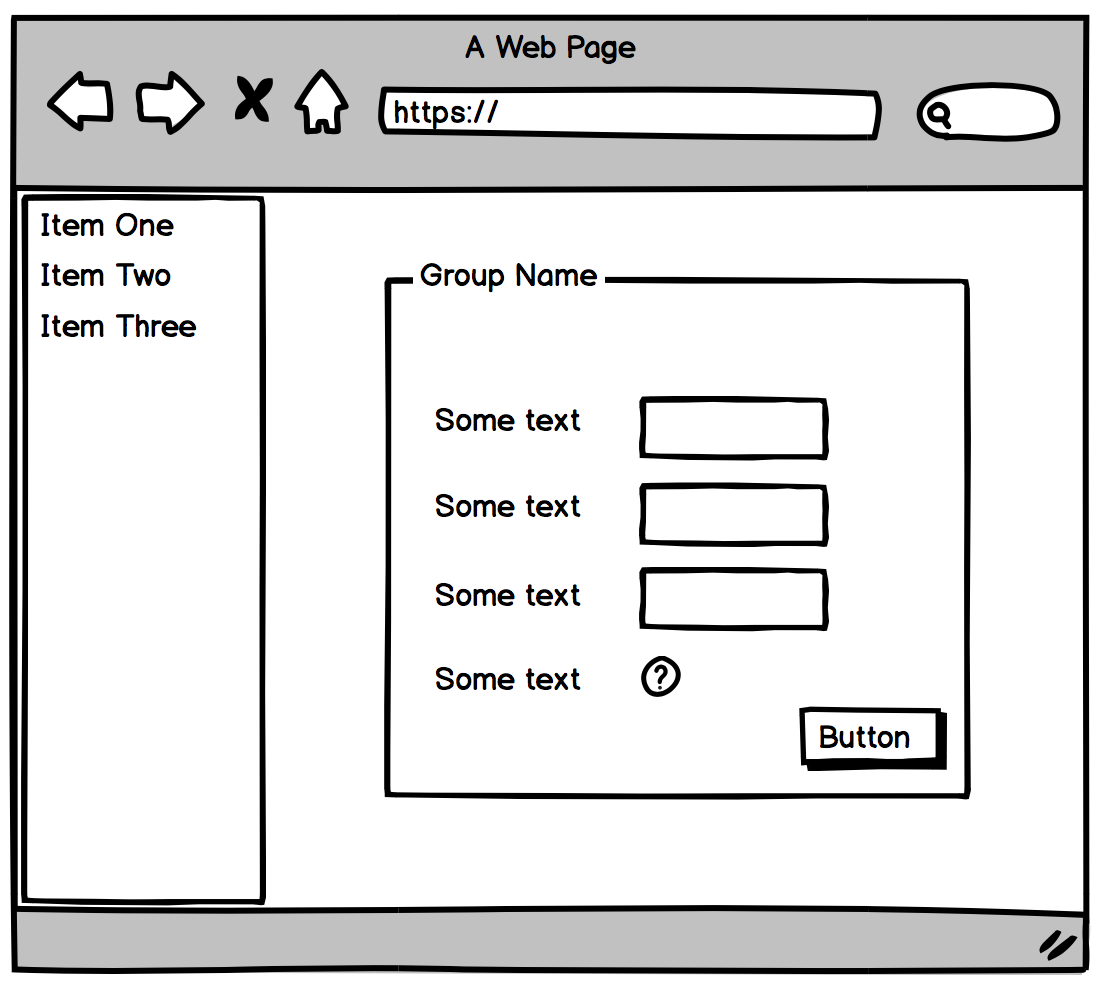 A Web Page
https://
Item One
Item Two
Item Three
Group Name
Some text
Some text
Some text
Some text
?
Button